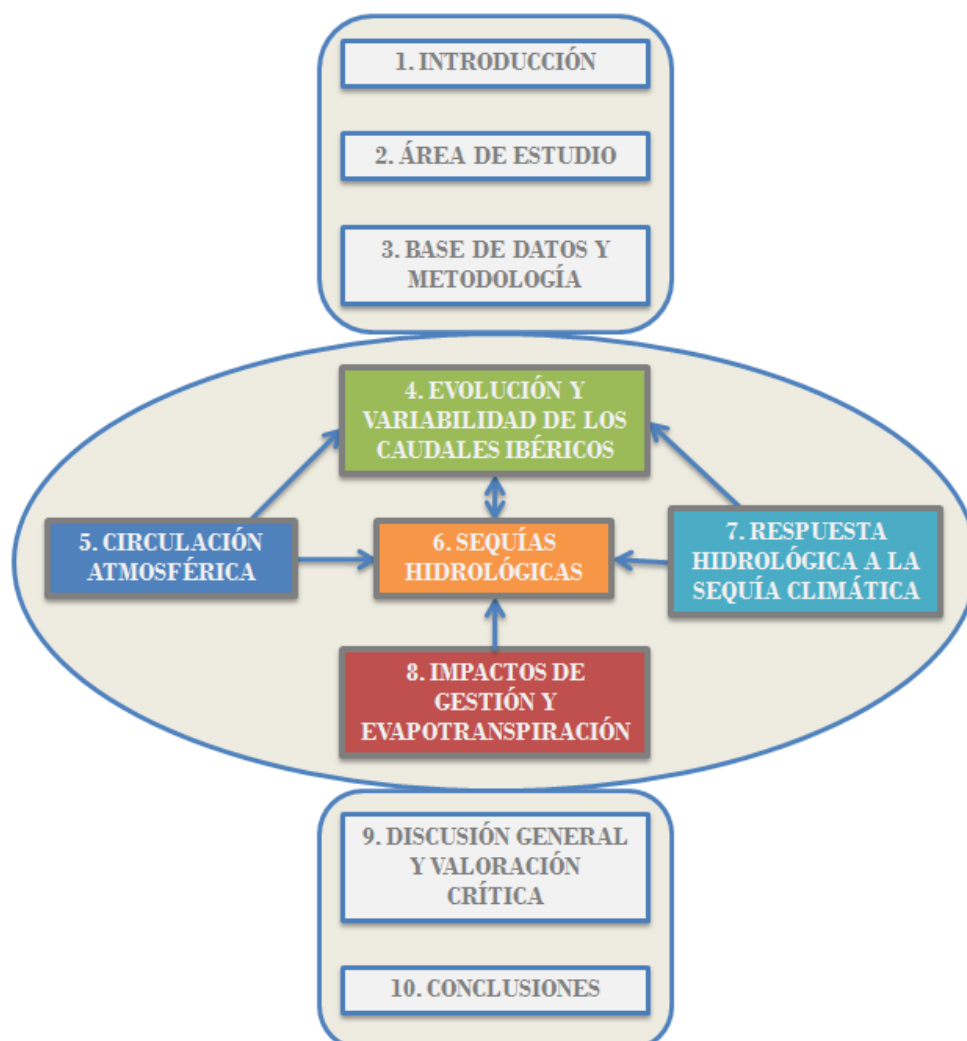 1. INTRODUCCIÓN
2. ÁREA DE ESTUDIO
3. BASE DE DATOS Y
METODOLOGÍA
4. EVOLUCIÓN Y
VARIABILIDAD DE LOS
CAUDALES IBÉRICOS
5. CIRCULACIÓN
ATMOSFÉRICA
6. SEQUÍAS
HIDROLÓGICAS
7. RESPUESTA
HIDROLÓGICA A LA
SEQUÍA CLIMÁTICA
8. IMPACTOS DE
GESTIÓN Y
EVAPOTRANSPIRACIÓN
9. DISCUSIÓN GENERAL
Y VALORACIÓN
CRÍTICA
10. CONCLUSIONES